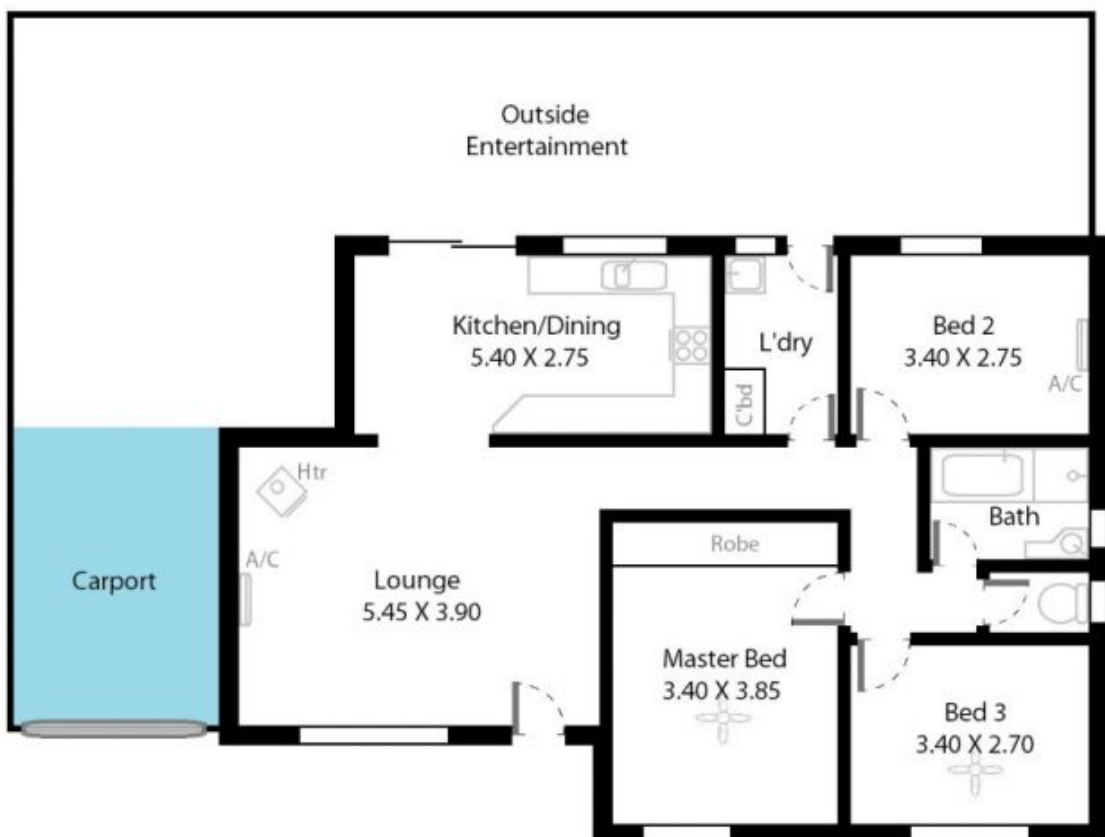 Outside
Entertainment
Kitchen/Dining
5.40 X 2.75
L'dry
C'bd
Bed 2
3.40 X 2.75
A/C
Htr
A/C
Lounge
5.45 X 3.90
Carport
Robe
Bath
Master Bed
3.40 X 3.85
Bed 3
3.40 X 2.70